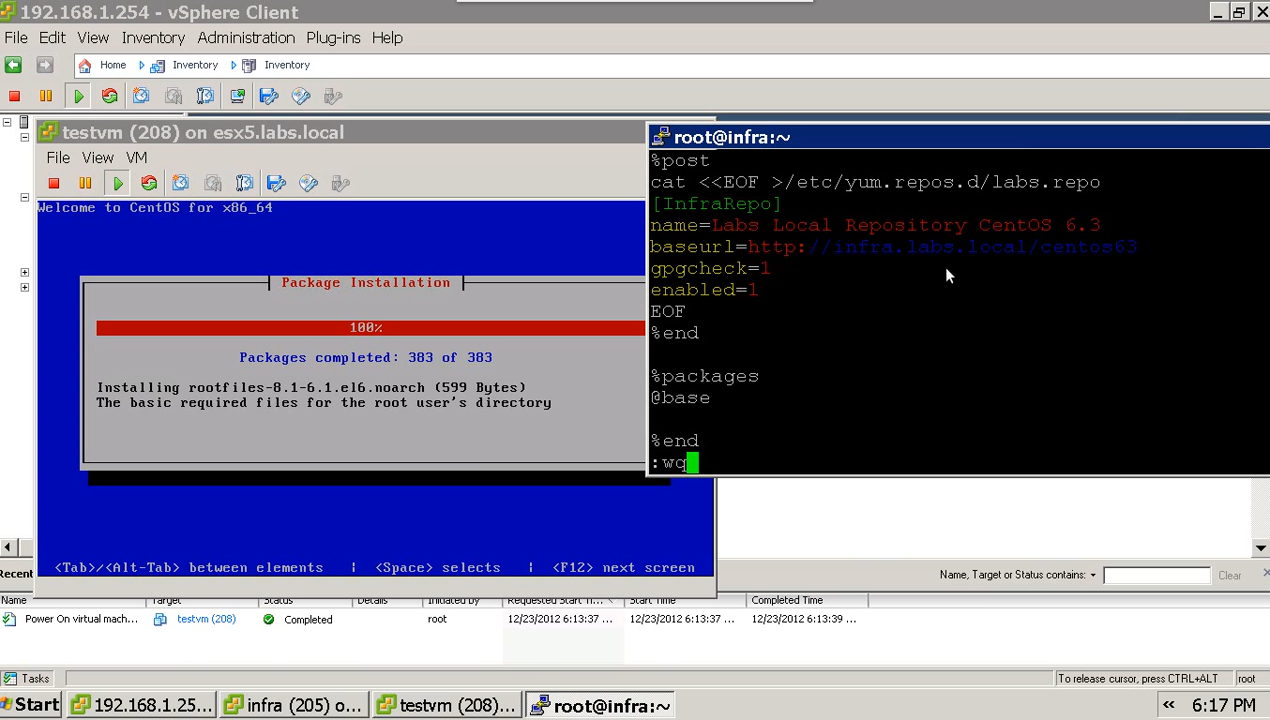 192.168.1.254 - vSphere Client
File Edit View Inventory Administration Plug-ins Help
Home Inventory Inventory
testvm (208) on esx5.labs.local
File View VM
Welcome to CentOS for x86_64
Package Installation
100%
Packages completed: 383 of 383
Installing rootfiles-8.1-6.1.el6.noarch (599 Bytes)
The basic required files for the root user's directory
<Tab>/<Alt-Tab> between elements | <Space> selects | <F12> next screen
root@infra:~
%post
cat <<EOF >/etc/yum.repos.d/labs.repo
[InfraRepo]
name=Labs Local Repository CentOS 6.3
baseurl=http://infra.labs.local/centos63
gpgcheck=1
enabled=1
EOF
%end
%packages
@base
%end
:wq
Recent
Name, Target or Status contains: Clear
Name Target Status Details Initiated by Requested Start Ti... Start Time Completed Time
Power On virtual mach... testvm (208) Completed root 12/23/2012 6:13:37 ... 12/23/2012 6:13:37 ... 12/23/2012 6:13:39 ...
Tasks To release cursor, press CTRL+ALT root
Start 192.168.1.25... infra (205) o... testvm (208)... root@infra:~ 6:17 PM